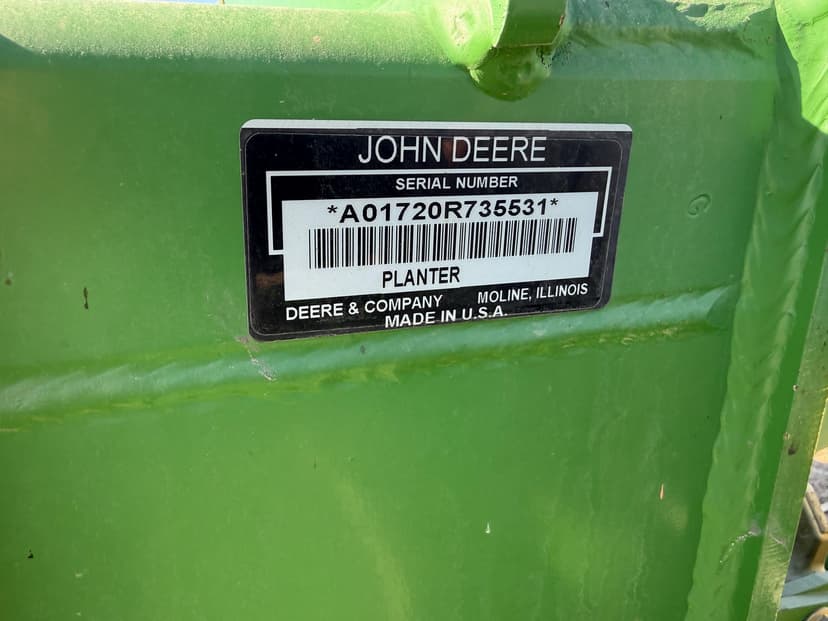 JOHN DEERE
SERIAL NUMBER
*A01720R735531*
PLANTER
DEERE & COMPANY MOLINE, ILLINOIS
MADE IN U.S.A.